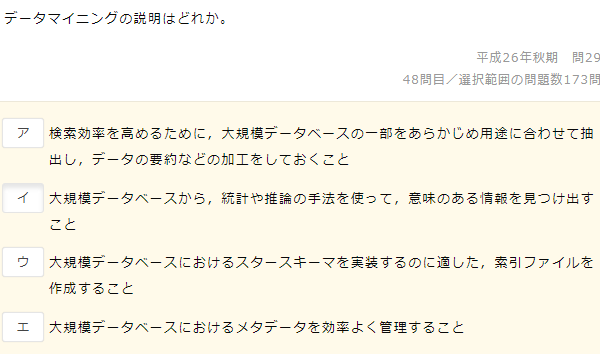 データマイニングの説明はどれか。
平成26年秋期　問29
48問目／選択範囲の問題数173問
ア
検索効率を高めるために，大規模データベースの一部をあらかじめ用途に合わせて抽
出し，データの要約などの加工をしておくこと
イ
大規模データベースから，統計や推論の手法を使って，意味のある情報を見つけ出す
こと
ウ
大規模データベースにおけるスタースキーマを実装するのに適した，索引ファイルを
作成すること
エ
大規模データベースにおけるメタデータを効率よく管理すること